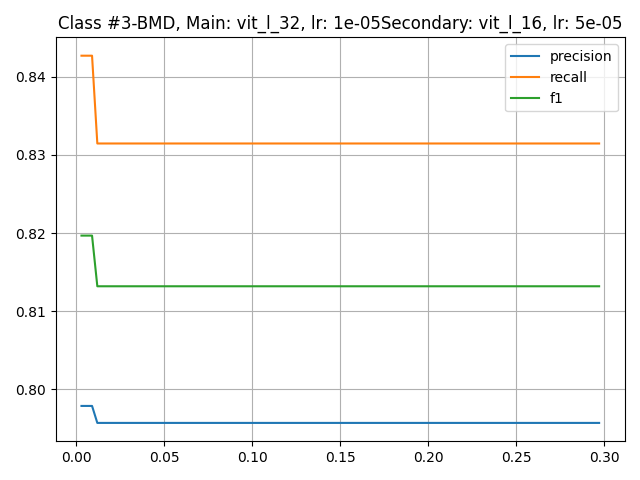 Class #3-BMD, Main: vit_l_32, lr: 1e-05Secondary: vit_l_16, lr: 5e-05
precision
recall
f1
0.84
0.83
0.82
0.81
0.80
0.00 0.05 0.10 0.15 0.20 0.25 0.30